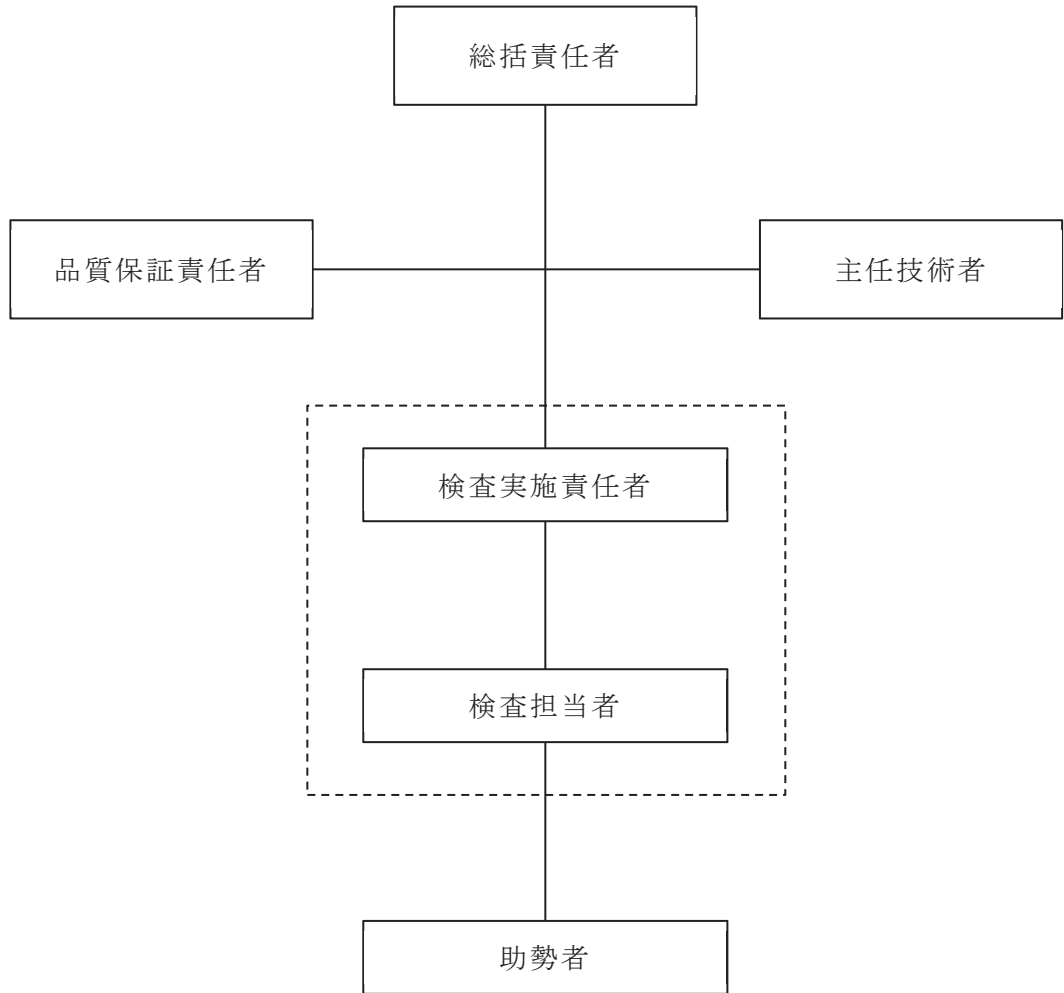 総括責任者
品質保証責任者
主任技術者
検査実施責任者
検査担当者
助勢者